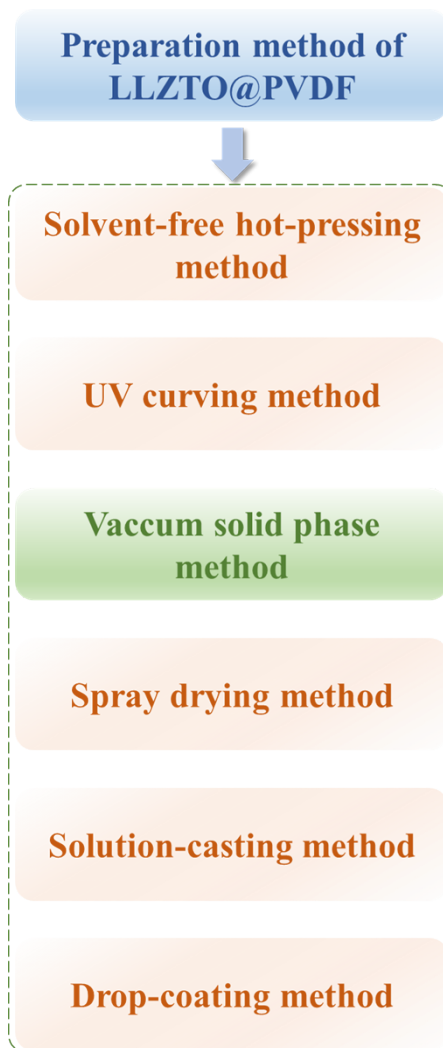 Preparation method of
LLZTO@PVDF
Solvent-free hot-pressing
method
UV curving method
Vaccum solid phase
method
Spray drying method
Solution-casting method
Drop-coating method